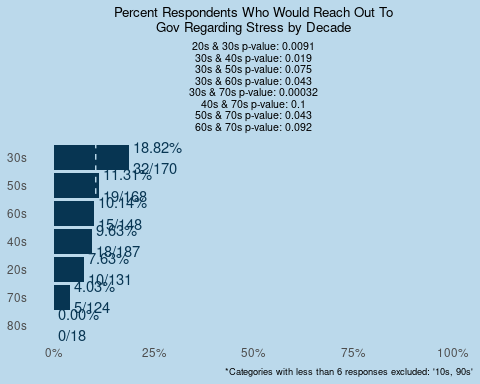 Percent Respondents Who Would Reach Out To
Gov Regarding Stress by Decade
20s & 30s p-value: 0.0091
30s & 40s p-value: 0.019
30s & 50s p-value: 0.075
30s & 60s p-value: 0.043
30s & 70s p-value: 0.00032
40s & 70s p-value: 0.1
50s & 70s p-value: 0.043
60s & 70s p-value: 0.092
30s 18.82%
32/170
50s 11.31%
19/168
60s 10.14%
15/148
40s 9.63%
18/187
20s 7.63%
10/131
70s 4.03%
5/124
80s 0.00%
0/18
0% 25% 50% 75% 100%
*Categories with less than 6 responses excluded: '10s, 90s'